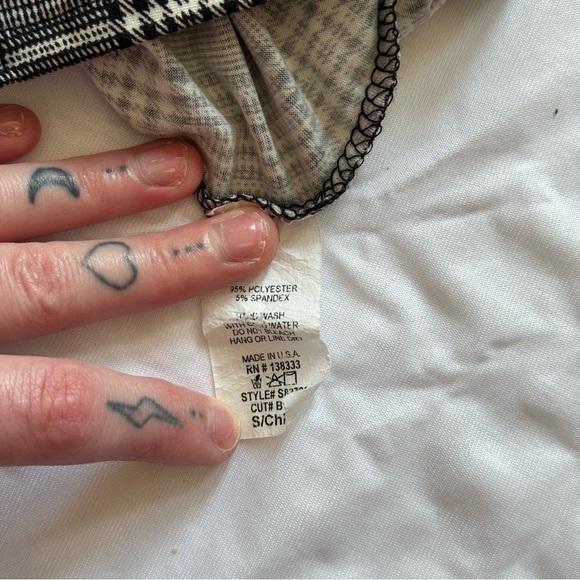 95% POLYESTER
5% SPANDEX
WASH
WITH WATER
DO NOT BLEACH
HANG OR LINE DRY
MADE IN U.S.A.
RN # 138333
STYLE#
CUT# B
S/Chi